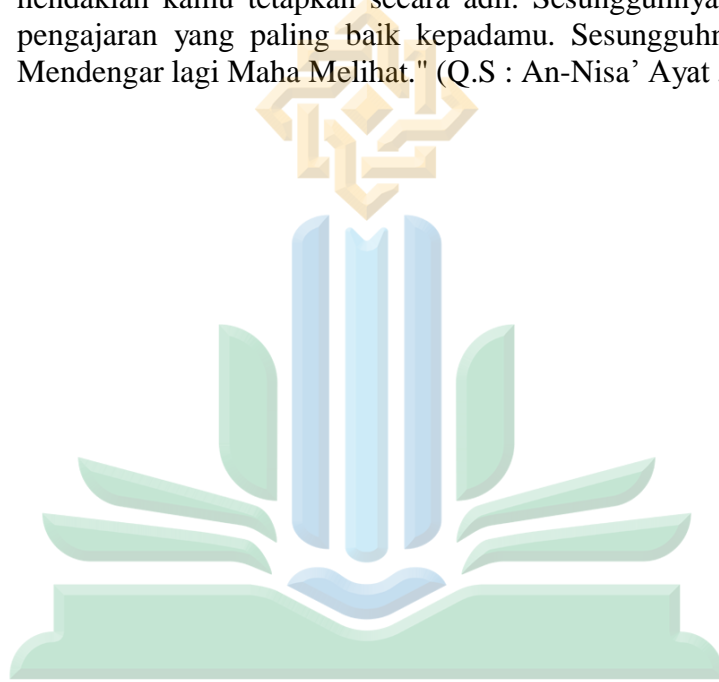 hendaklah kamu tetapkan secara adil. Sesungguhnya
pengajaran yang paling baik kepadamu.
Mendengar lagi Maha Melihat." (Q.S : An-Nisa’ Ayat